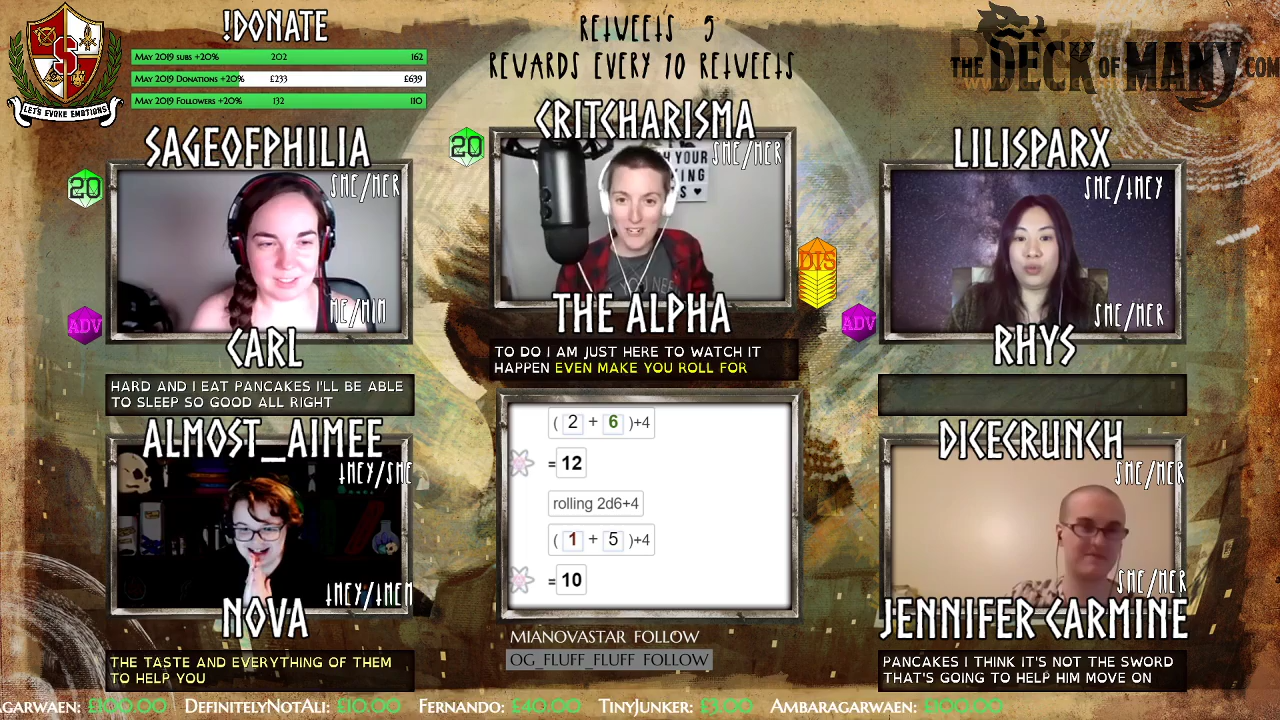 LET'S EVOKE EMOTIONS
!DONATE
MAY 2019 SUBS +20% 202 162
MAY 2019 DONATIONS +20% £233 £639
MAY 2019 FOLLOWERS +20% 132 110
RETWEETS 5
REWARDS EVERY 10 RETWEETS
THE DECK OF MANY .COM
SAGEOFPHILIA
20
SHE/HER
HE/HIM
ADV
CARL
HARD AND I EAT PANCAKES I'LL BE ABLE
TO SLEEP SO GOOD ALL RIGHT
CRITCHARISMA
20
SHE/HER
YOUR
DIS
THE ALPHA
TO DO I AM JUST HERE TO WATCH IT
HAPPEN EVEN MAKE YOU ROLL FOR
LILISPARX
SHE/THEY
SHE/HER
ADV
RHYS
ALMOST_AIMEE
THEY/SHE
THEY/THEM
NOVA
THE TASTE AND EVERYTHING OF THEM
TO HELP YOU
( 2 + 6 )+4
= 12
rolling 2d6+4
( 1 + 5 )+4
= 10
MIANOVASTAR FOLLOW
OG_FLUFF_FLUFF FOLLOW
DICECRUNCH
SHE/HER
SHE/HER
JENNIFER CARMINE
PANCAKES I THINK IT'S NOT THE SWORD
THAT'S GOING TO HELP HIM MOVE ON
GARWAEN: £100.00 DEFINITELYNOTALI: £10.00 FERNANDO: £40.00 TINYJUNKER: £5.00 AMBARAGARWAEN: £100.00